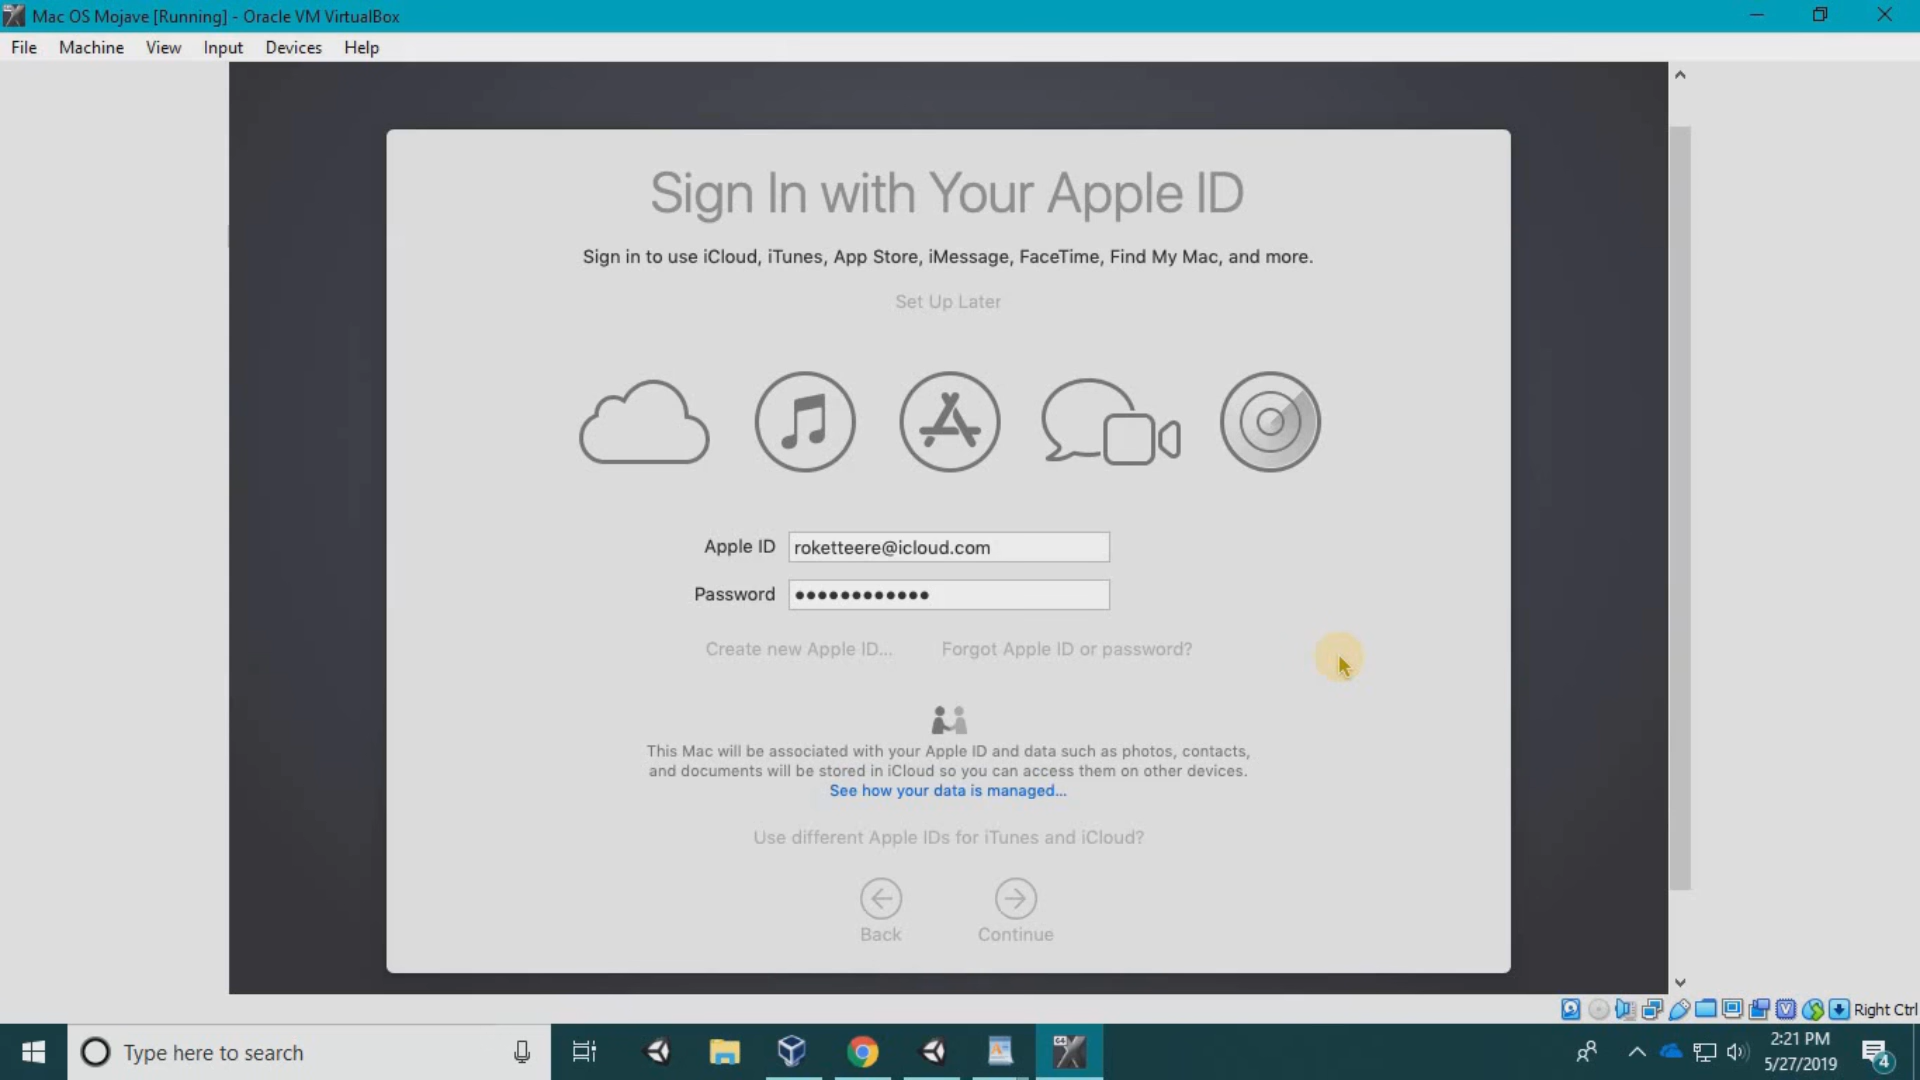 Mac OS Mojave [Running] - Oracle VM VirtualBox
File Machine View Input Devices Help
Sign In with Your Apple ID
Sign in to use iCloud, iTunes, App Store, iMessage, FaceTime, Find My Mac, and more.
Set Up Later
Apple ID roketteere@icloud.com
Password ●●●●●●●●●●●●
Create new Apple ID... Forgot Apple ID or password?
This Mac will be associated with your Apple ID and data such as photos, contacts,
and documents will be stored in iCloud so you can access them on other devices.
See how your data is managed...
Use different Apple IDs for iTunes and iCloud?
Back Continue
Right Ctrl
Type here to search
64
2:21 PM
5/27/2019
4